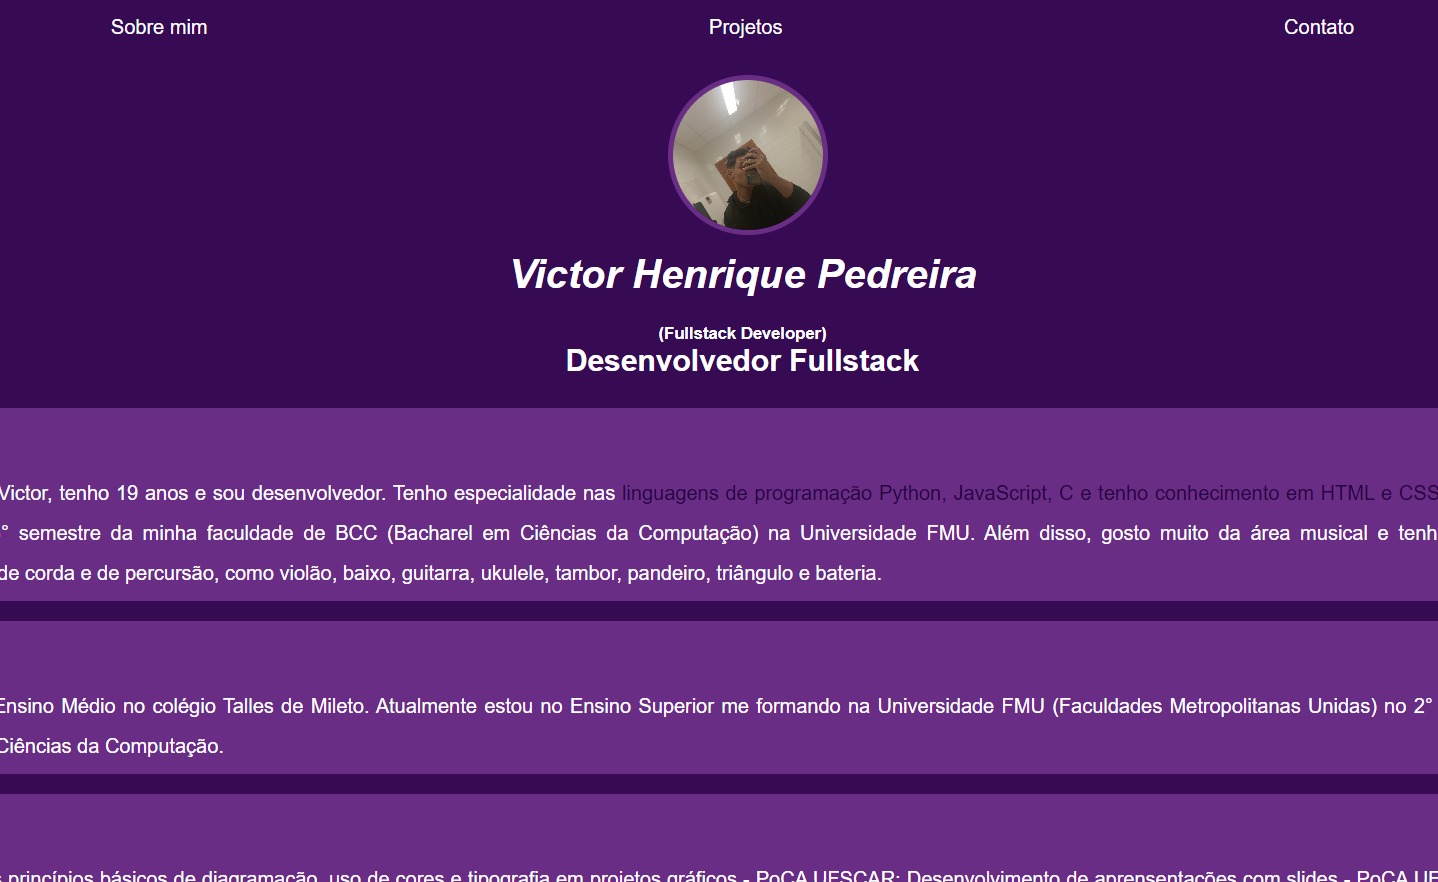 Sobre mim Projetos Contato
Victor Henrique Pedreira
(Fullstack Developer)
Desenvolvedor Fullstack
Victor, tenho 19 anos e sou desenvolvedor. Tenho especialidade nas linguagens de programação Python, JavaScript, C e tenho conhecimento em HTML e CSS
° semestre da minha faculdade de BCC (Bacharel em Ciências da Computação) na Universidade FMU. Além disso, gosto muito da área musical e tenh
de corda e de percursão, como violão, baixo, guitarra, ukulele, tambor, pandeiro, triângulo e bateria.
Ensino Médio no colégio Talles de Mileto. Atualmente estou no Ensino Superior me formando na Universidade FMU (Faculdades Metropolitanas Unidas) no 2°
Ciências da Computação.
princípios básicos de diagramação, uso de cores e tipografia em projetos gráficos - PoCA UFSCAR; Desenvolvimento de aprensentações com slides - PoCA UF